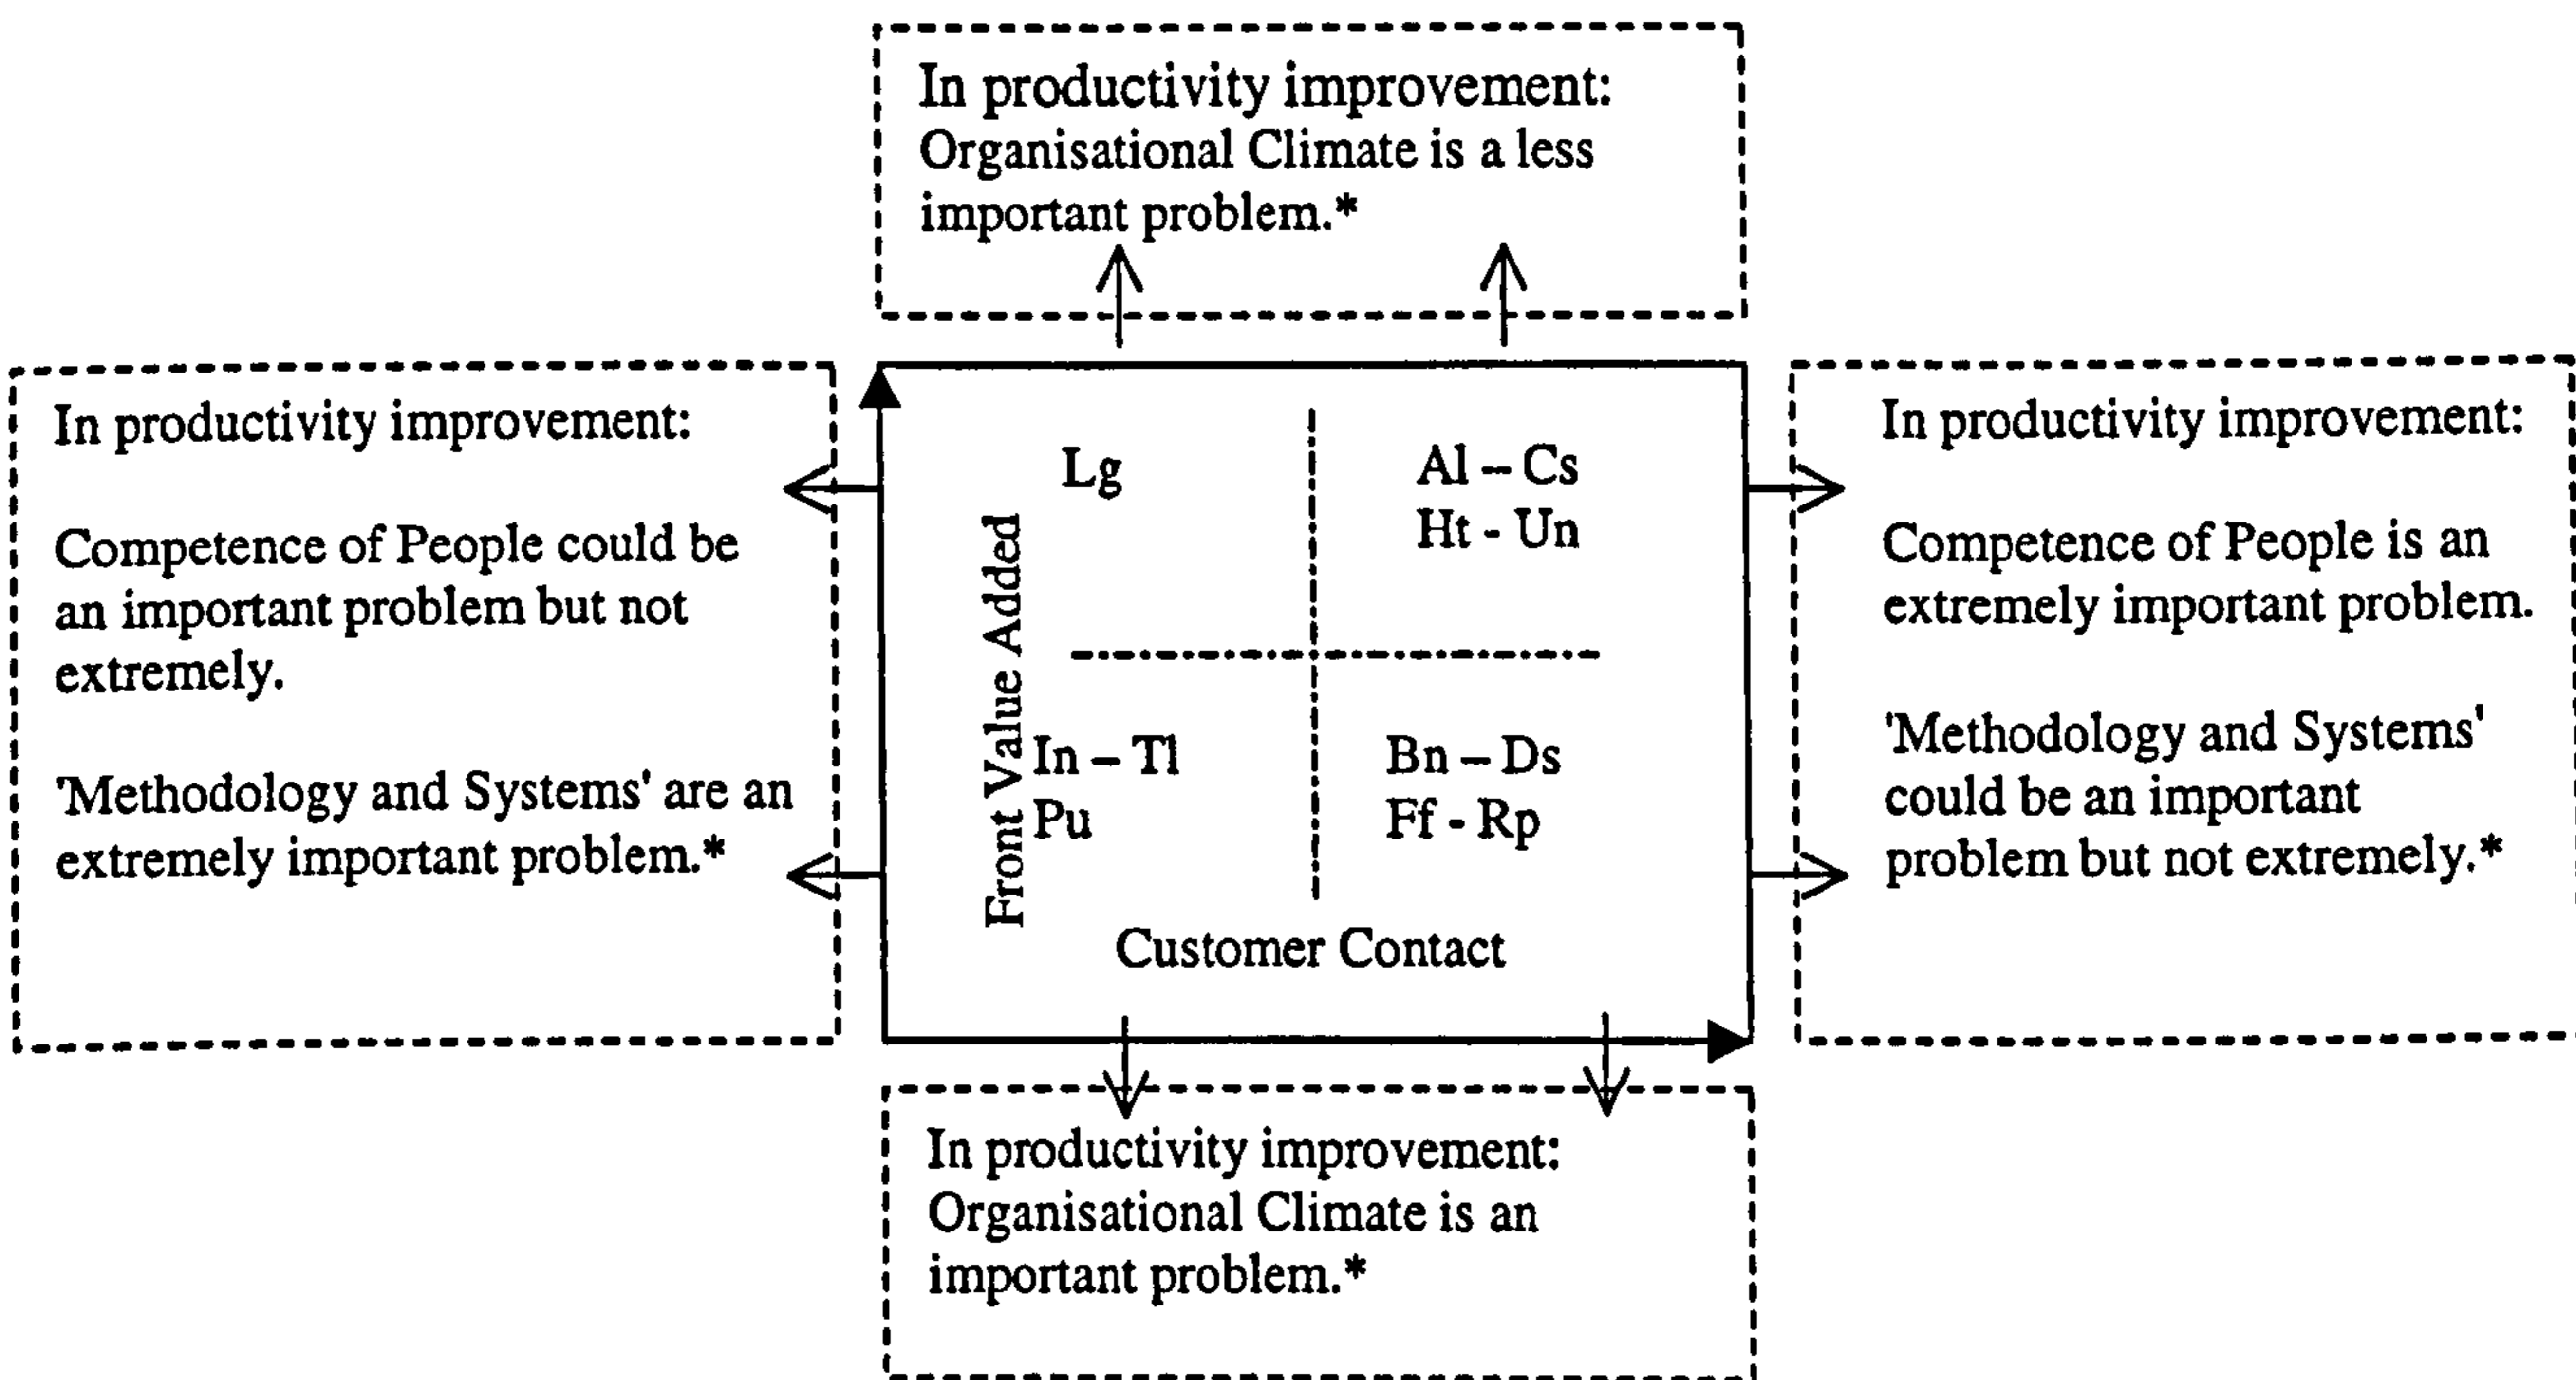 In productivity improvement:
Organisational Climate is a less
important problem.*
In productivity improvement:
Competence of People could be
an important problem but not
extremely.
'Methodology and Systems' are an
extremely important problem.*
Front Value Added
Lg
Al – Cs
Ht - Un
In – Tl
Pu
Bn – Ds
Ff - Rp
Customer Contact
In productivity improvement:
Competence of People is an
extremely important problem.
'Methodology and Systems'
could be an important
problem but not extremely.*
In productivity improvement:
Organisational Climate is an
important problem.*